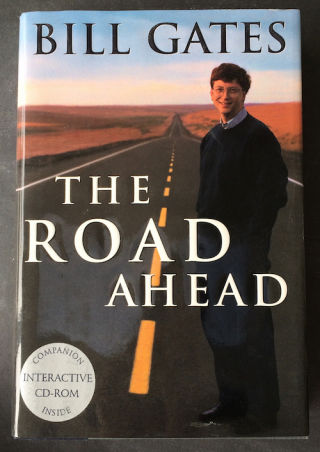 BILL GATES
THE
ROAD
AHEAD
COMPANION
INTERACTIVE
CD-ROM
INSIDE